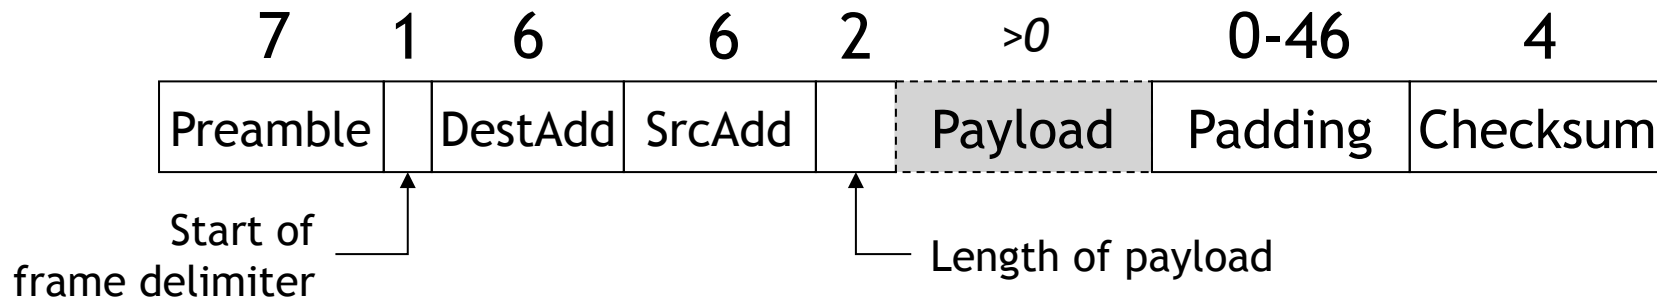 7 1 6 6 2 >0 0-46 4
Preamble DestAdd SrcAdd Payload Padding Checksum
Start of
frame delimiter
Length of payload